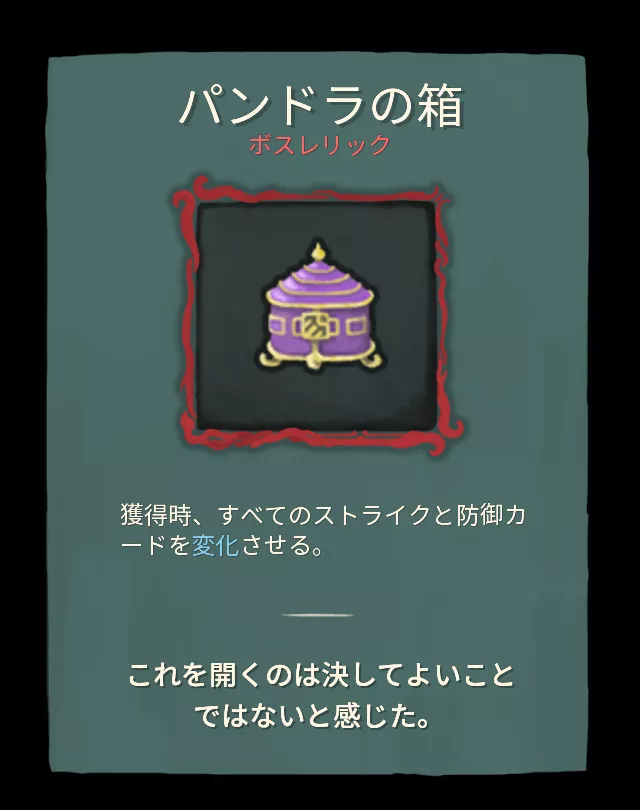 パンドラの箱
ボスレリック
獲得時、すべてのストライクと防御カ
ードを変化させる。
これを開くのは決してよいこと
ではないと感じた。